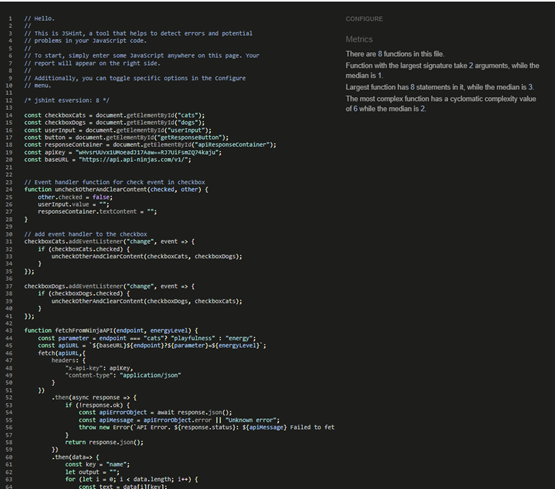 CONFIGURE
Metrics
There are 8 functions in this file.
Function with the largest signature take 2 arguments, while the
median is 1.
Largest function has 8 statements in it, while the median is 3.
The most complex function has a cyclomatic complexity value
of 6 while the median is 2.
1 // Hello.
2 //
3 // This is JSHint, a tool that helps to detect errors and potential
4 // problems in your JavaScript code.
5 //
6 // To start, simply enter some JavaScript anywhere on this page. Your
7 // report will appear on the right side.
8 //
9 // Additionally, you can toggle specific options in the Configure
10 // menu.
11
12 /* jshint esversion: 8 */
13
14 const checkboxCats = document.getElementById("cats");
15 const checkboxDogs = document.getElementById("dogs");
16 const userInput = document.getElementById("userInput");
17 const button = document.getElementById("getResponseButton");
18 const responseContainer = document.getElementById("apiResponseContainer");
19 const apiKey =
20 const baseURL = "https://api.api-ninjas.com/v1/";
21
22
23 // Event handler function for check event in checkbox
24 function uncheckOtherAndClearContent(checked, other) {
25 other.checked = false;
26 userInput.value = "";
27 responseContainer.textContent = "";
28 }
29
30 // add event handler to the checkbox
31 checkboxCats.addEventListener("change", event => {
32 if (checkboxCats.checked) {
33 uncheckOtherAndClearContent(checkboxCats, checkboxDogs);
34 }
35 });
36
37 checkboxDogs.addEventListener("change", event => {
38 if (checkboxDogs.checked) {
39 uncheckOtherAndClearContent(checkboxDogs, checkboxCats);
40 }
41 });
42
43 function fetchFromNinjaAPI(endpoint, energyLevel) {
44 const parameter = endpoint === "cats"? "playfulness" : "energy";
45 const apiURL = `${baseURL}${endpoint}?${parameter}=${energyLevel}`;
46 fetch(apiURL,{
47 headers: {
48 "x-api-key": apiKey,
49 "content-type": "application/json"
50 }
51 })
52 .then(async response => {
53 if (!response.ok) {
54 const apiErrorObject = await response.json();
55 const apiMessage = apiErrorObject.error || "Unknown error";
56 throw new Error(`API Error. ${response.status}: ${apiMessage} Failed to fet
57 }
58 return response.json();
59 })
60 .then(data=> {
61 const key = "name";
62 let output = "";
63 for (let i = 0; i < data.length; i++) {
64 const text = data[i][key];